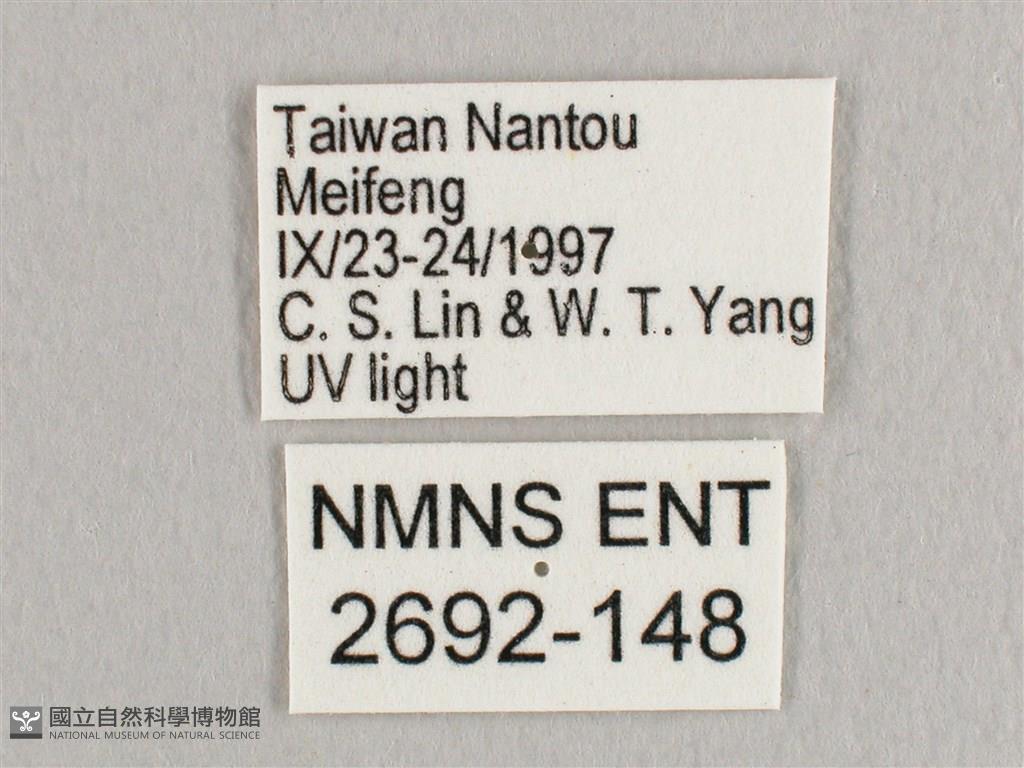 Taiwan Nantou
Meifeng
IX/23-24/1997
C. S. Lin & W. T. Yang
UV light
NMNS ENT
2692-148
國立自然科學博物館
NATIONAL MUSEUM OF NATURAL SCIENCE